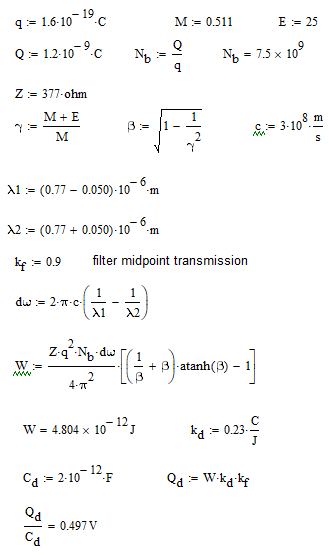 q := 1.6·10^-19·C M := 0.511 E := 25
Q := 1.2·10^-9·C N_b := Q/q N_b = 7.5 × 10^9
Z := 377·ohm
γ := (M + E)/M β := √(1 - 1/γ^2) c := 3·10^8 m/s
λ1 := (0.77 - 0.050)·10^-6·m
λ2 := (0.77 + 0.050)·10^-6·m
k_f := 0.9 filter midpoint transmission
dω := 2·π·c·(1/λ1 - 1/λ2)
W := (Z·q^2·N_b·dω)/(4·π^2)·[(1/β + β)·atanh(β) - 1]
W = 4.804 × 10^-12 J k_d := 0.23·C/J
C_d := 2·10^-12·F Q_d := W·k_d·k_f
Q_d/C_d = 0.497 V